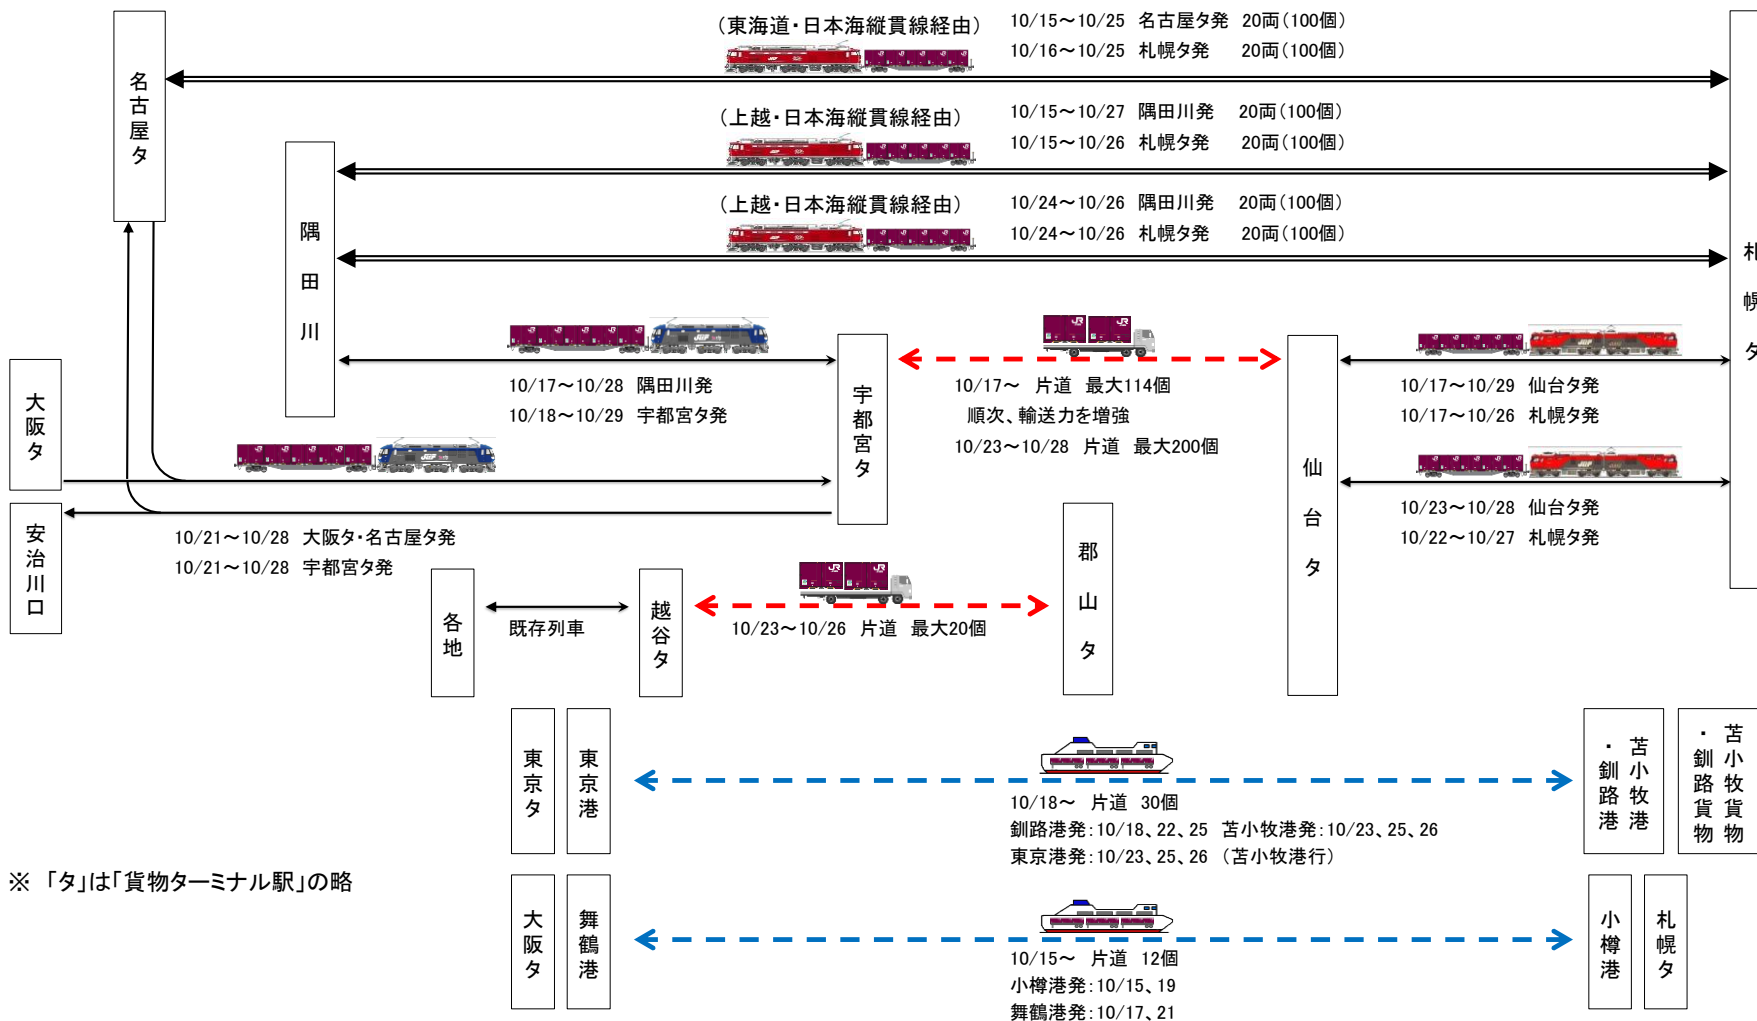 (東海道・日本海縦貫線経由)
10/15～10/25 名古屋タ発 20両(100個)
10/16～10/25 札幌タ発 20両(100個)
名古屋タ
(上越・日本海縦貫線経由)
10/15～10/27 隅田川発 20両(100個)
10/15～10/26 札幌タ発 20両(100個)
隅田川
(上越・日本海縦貫線経由)
10/24～10/26 隅田川発 20両(100個)
10/24～10/26 札幌タ発 20両(100個)
札幌タ
10/17～10/28 隅田川発
10/18～10/29 宇都宮タ発
宇都宮タ
10/17～ 片道 最大114個
順次、輸送力を増強
10/23～10/28 片道 最大200個
仙台タ
10/17～10/29 仙台タ発
10/17～10/26 札幌タ発
10/23～10/28 仙台タ発
10/22～10/27 札幌タ発
大阪タ
安治川口
10/21～10/28 大阪タ・名古屋タ発
10/21～10/28 宇都宮タ発
各地
既存列車
越谷タ
10/23～10/26 片道 最大20個
郡山タ
東京タ
東京港
10/18～ 片道 30個
釧路港発:10/18、22、25 苫小牧港発:10/23、25、26
東京港発:10/23、25、26 (苫小牧港行)
苫小牧港
・釧路港
苫小牧貨物
・釧路貨物
※ 「タ」は「貨物ターミナル駅」の略
大阪タ
舞鶴港
10/15～ 片道 12個
小樽港発:10/15、19
舞鶴港発:10/17、21
小樽港
札幌タ